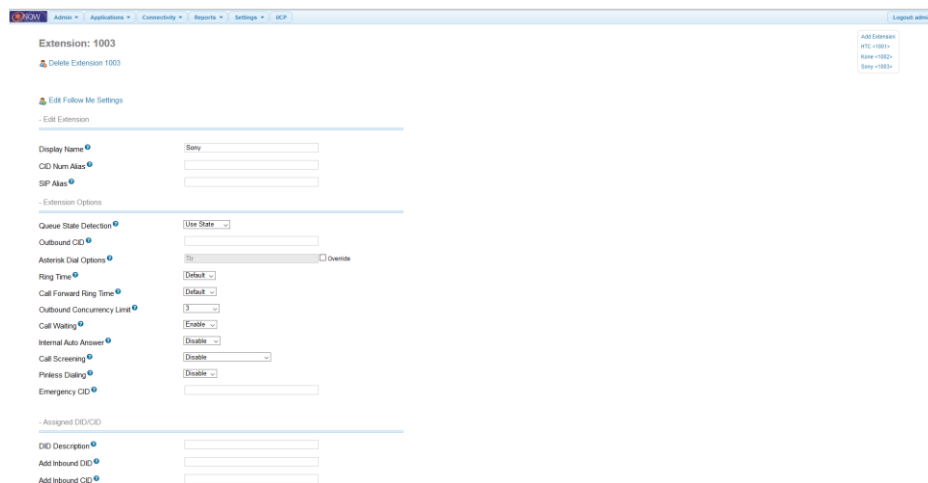 NOW Admin Applications Connectivity Reports Settings UCP Logout admi
Extension: 1003
Delete Extension 1003
Add Extension
HTC <1001>
Kone <1002>
Sony <1003>
Edit Follow Me Settings
- Edit Extension
Display Name Sony
CID Num Alias
SIP Alias
- Extension Options
Queue State Detection Use State
Outbound CID
Asterisk Dial Options Override
Ring Time Default
Call Forward Ring Time Default
Outbound Concurrency Limit 3
Call Waiting Enable
Internal Auto Answer Disable
Call Screening Disable
Pinless Dialing Disable
Emergency CID
- Assigned DID/CID
DID Description
Add Inbound DID
Add Inbound CID